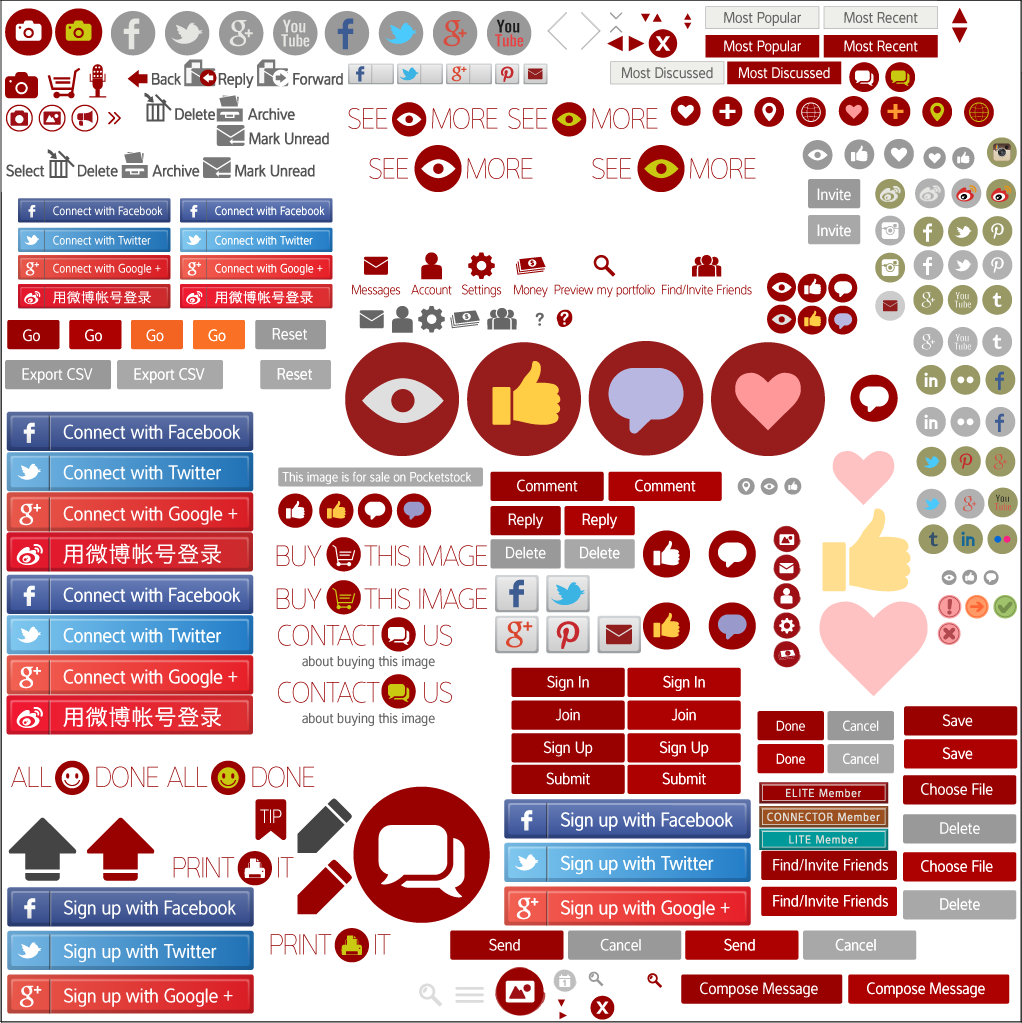 You
Tube
You
Tube
Most Popular
Most Recent
Most Popular
Most Recent
Most Discussed
Most Discussed
Back
Reply
Forward
Delete
Archive
Mark Unread
SEE MORE
SEE MORE
Select
Delete
Archive
Mark Unread
SEE MORE
SEE MORE
Invite
Invite
Connect with Facebook
Connect with Facebook
Connect with Twitter
Connect with Twitter
Connect with Google +
Connect with Google +
用微博帐号登录
用微博帐号登录
Messages
Account
Settings
Money
Preview my portfolio
Find/Invite Friends
Go
Go
Go
Go
Reset
Export CSV
Export CSV
Reset
You
Tube
You
Tube
You
Tube
Connect with Facebook
Connect with Twitter
Connect with Google +
用微博帐号登录
Connect with Facebook
Connect with Twitter
Connect with Google +
用微博帐号登录
This image is for sale on Pocketstock
BUY THIS IMAGE
BUY THIS IMAGE
CONTACT US
about buying this image
CONTACT US
about buying this image
Comment
Comment
Reply
Reply
Delete
Delete
Sign In
Sign In
Join
Join
Sign Up
Sign Up
Submit
Submit
Done
Cancel
Done
Cancel
Save
Save
Choose File
Delete
Choose File
Delete
ELITE Member
CONNECTOR Member
LITE Member
Find/Invite Friends
Find/Invite Friends
ALL DONE
ALL DONE
TIP
PRINT IT
PRINT IT
Sign up with Facebook
Sign up with Twitter
Sign up with Google +
Sign up with Facebook
Sign up with Twitter
Sign up with Google +
Send
Cancel
Send
Cancel
Compose Message
Compose Message